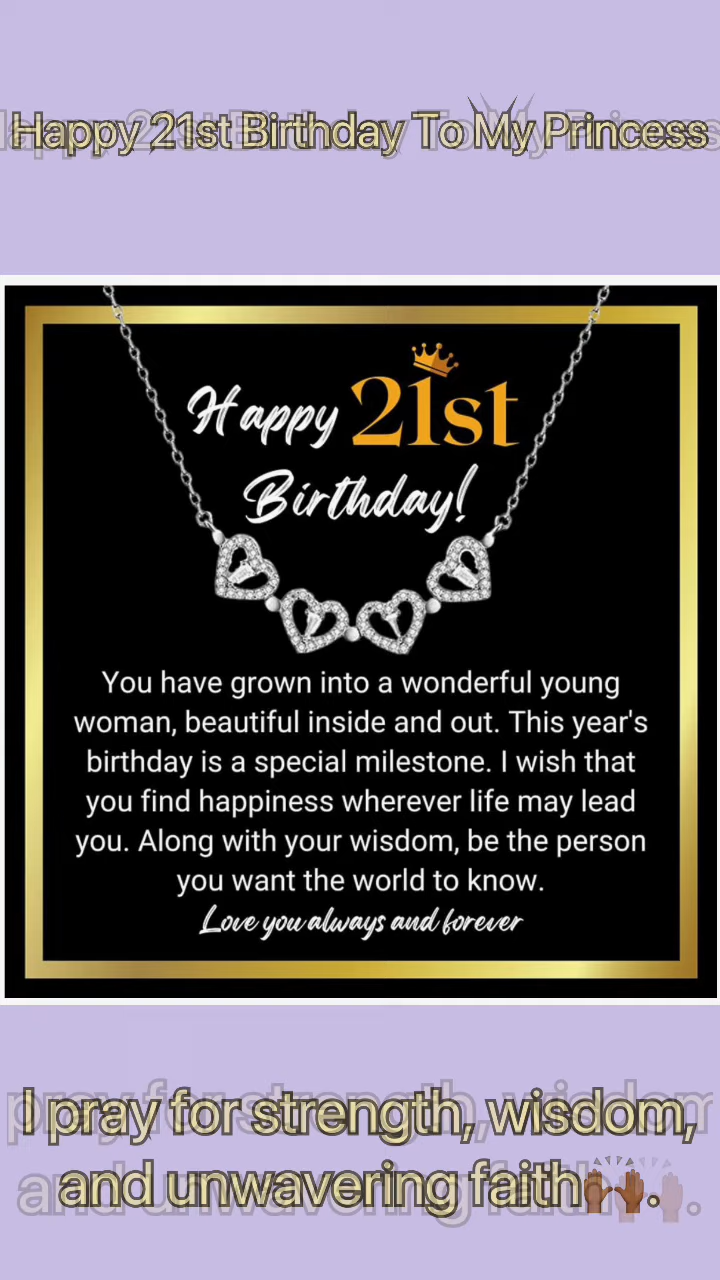 Happy 21st Birthday To My Princess
Happy 21st
Birthday!
You have grown into a wonderful young
woman, beautiful inside and out. This year's
birthday is a special milestone. I wish that
you find happiness wherever life may lead
you. Along with your wisdom, be the person
you want the world to know.
Love you always and forever
I pray for strength, wisdom,
and unwavering faith🙌🏾.